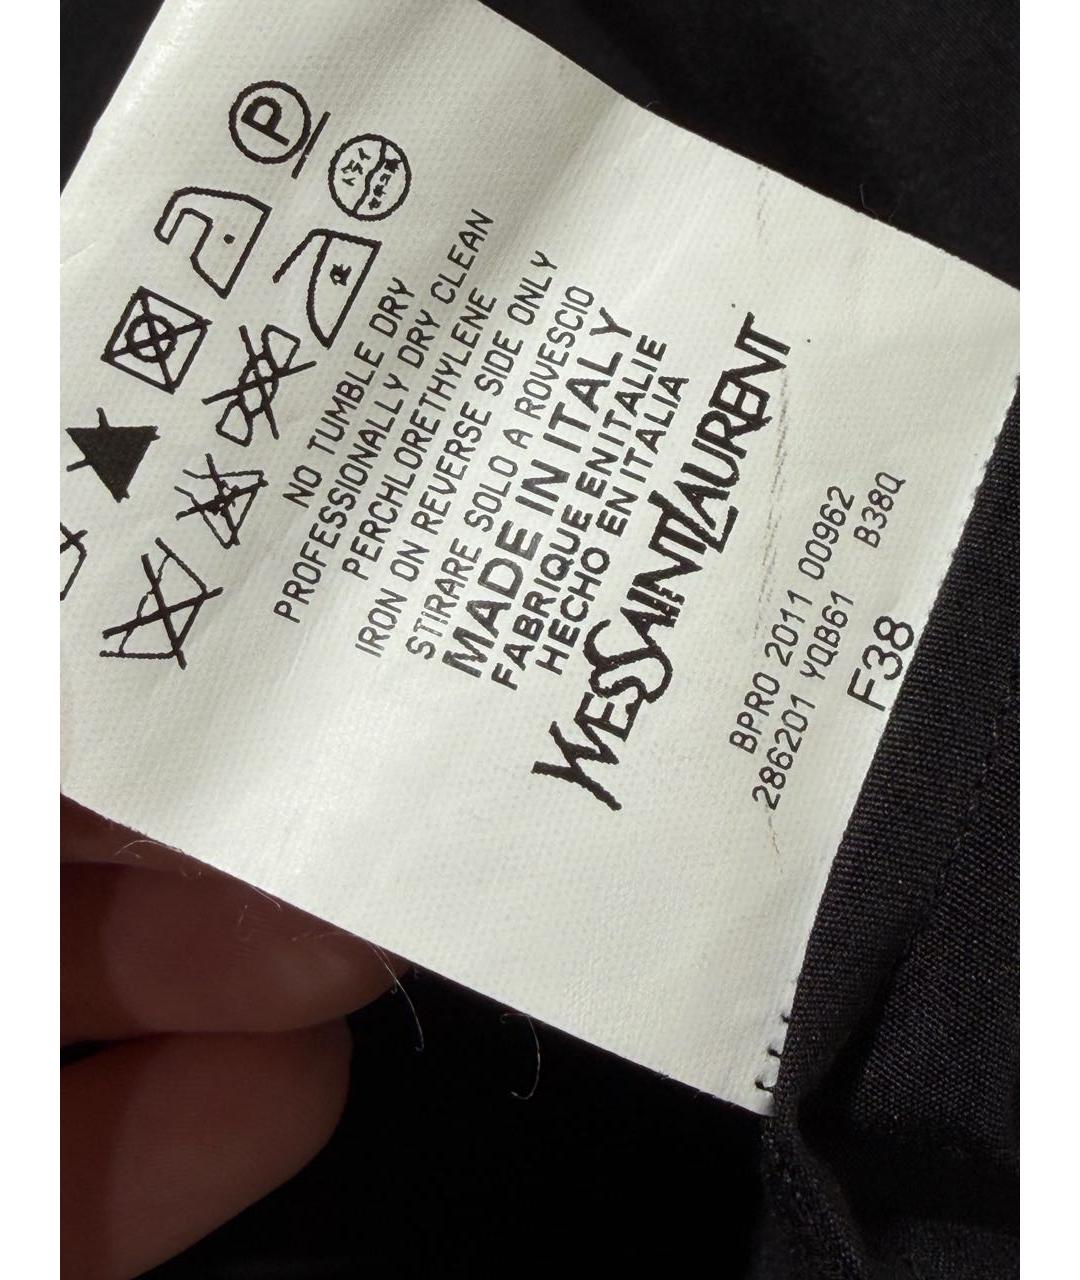 P
NO TUMBLE DRY
PROFESSIONALLY DRY CLEAN
PERCHLORETHYLENE
IRON ON REVERSE SIDE ONLY
STIRARE SOLO A ROVESCIO
MADE IN ITALY
FABRIQUE EN ITALIE
HECHO EN ITALIA
YVESSAINTLAURENT
BPRO 2011 00962
286201 YQB61 B38Q
F38